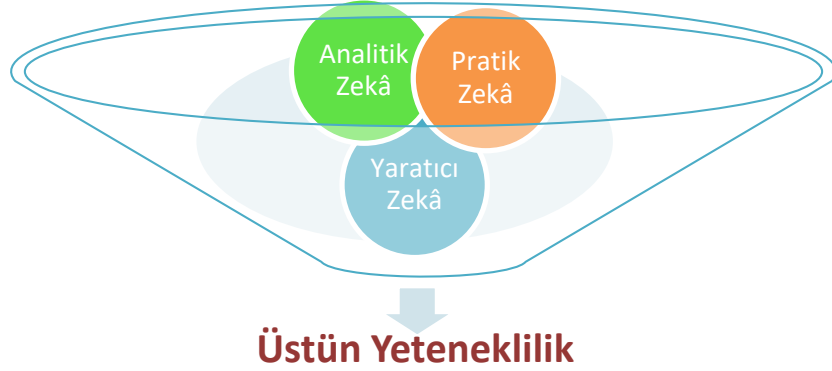 Analitik
Zekâ
Pratik
Zekâ
Yaratıcı
Zekâ
Üstün Yeteneklilik